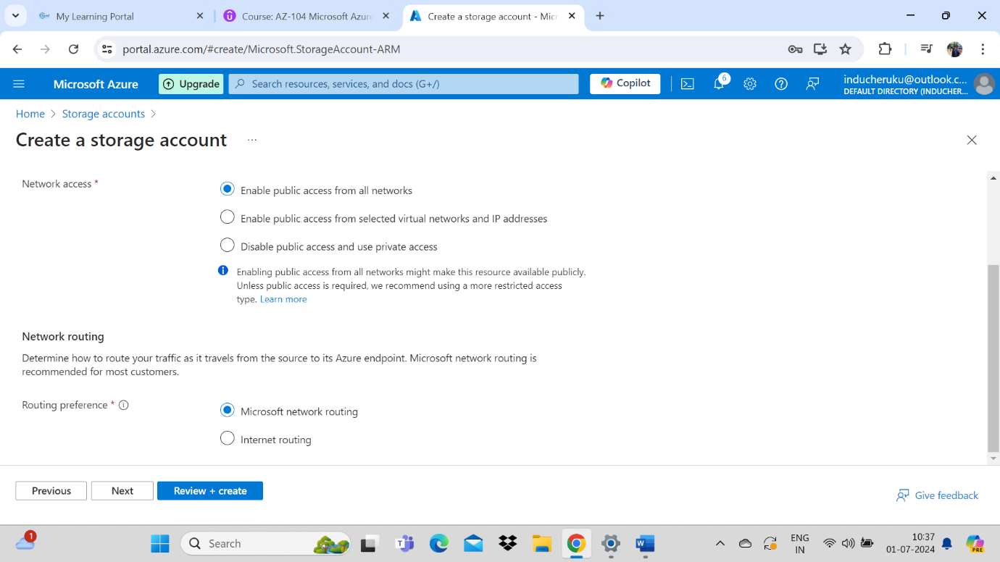 My Learning Portal
Course: AZ-104 Microsoft Azure
Create a storage account - Micr
portal.azure.com/#create/Microsoft.StorageAccount-ARM
Microsoft Azure
Upgrade
Search resources, services, and docs (G+/)
Copilot
6
inducheruku@outlook.c...
DEFAULT DIRECTORY (INDUCHER...
Home > Storage accounts >
Create a storage account ...
Network access *
Enable public access from all networks
Enable public access from selected virtual networks and IP addresses
Disable public access and use private access
Enabling public access from all networks might make this resource available publicly.
Unless public access is required, we recommend using a more restricted access
type. Learn more
Network routing
Determine how to route your traffic as it travels from the source to its Azure endpoint. Microsoft network routing is
recommended for most customers.
Routing preference *
Microsoft network routing
Internet routing
Previous
Next
Review + create
Give feedback
1
Search
ENG
IN
10:37
01-07-2024
PRE